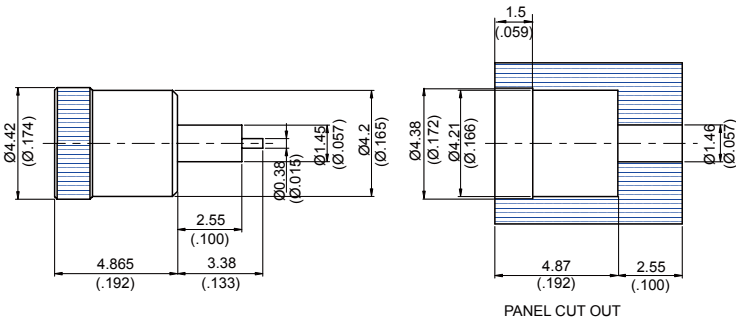 Ø4.42
(Ø.174)
Ø1.45
(Ø.057)
Ø4.2
(Ø.165)
Ø0.38
(Ø.015)
2.55
(.100)
4.865
(.192)
3.38
(.133)
1.5
(.059)
Ø4.38
(Ø.172)
Ø4.21
(Ø.166)
Ø1.46
(Ø.057)
4.87
(.192)
2.55
(.100)
PANEL CUT OUT